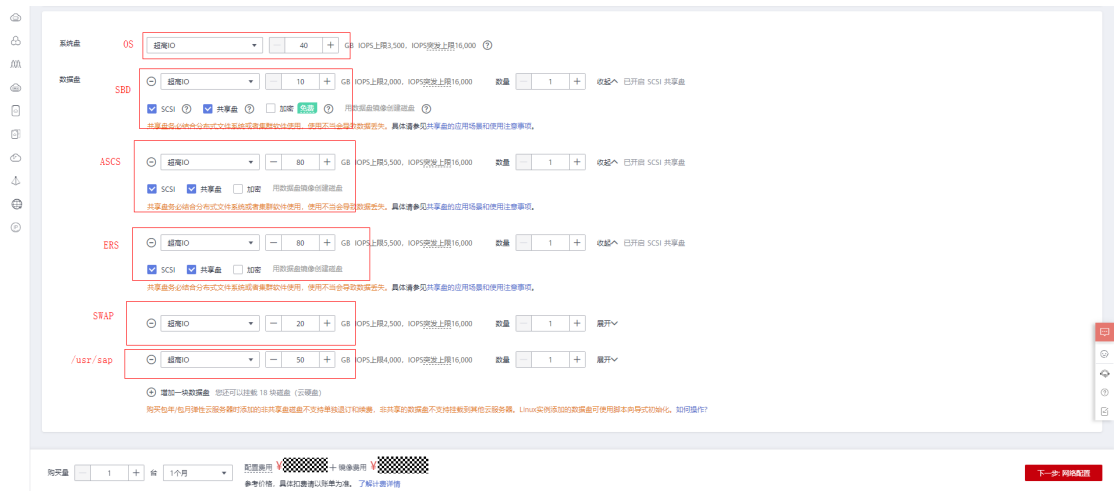 系统盘 OS 超高IO 40 GB IOPS上限3,500，IOPS突发上限16,000
数据盘 SBD 超高IO 10 GB IOPS上限2,000，IOPS突发上限16,000 数量 1 收起 已开启 SCSI 共享盘
SCSI 共享盘 加密 免费 用数据盘镜像创建磁盘
共享盘务必结合分布式文件系统或者集群软件使用，使用不当会导致数据丢失。具体请参见共享盘的应用场景和使用注意事项。
ASCS 超高IO 80 GB IOPS上限5,500，IOPS突发上限16,000 数量 1 收起 已开启 SCSI 共享盘
SCSI 共享盘 加密 用数据盘镜像创建磁盘
共享盘务必结合分布式文件系统或者集群软件使用，使用不当会导致数据丢失。具体请参见共享盘的应用场景和使用注意事项。
ERS 超高IO 80 GB IOPS上限5,500，IOPS突发上限16,000 数量 1 收起 已开启 SCSI 共享盘
SCSI 共享盘 加密 用数据盘镜像创建磁盘
共享盘务必结合分布式文件系统或者集群软件使用，使用不当会导致数据丢失。具体请参见共享盘的应用场景和使用注意事项。
SWAP 超高IO 20 GB IOPS上限2,500，IOPS突发上限16,000 数量 1 展开
/usr/sap 超高IO 50 GB IOPS上限4,000，IOPS突发上限16,000 数量 1 展开
增加一块数据盘 您还可以挂载 18 块磁盘（云硬盘）
购买包年/包月弹性云服务器时添加的非共享盘磁盘不支持单独退订和续费，非共享的数据盘不支持挂载到其他云服务器。Linux实例添加的数据盘可使用脚本向导式初始化。如何操作?
购买量 1 台 1个月 配置费用 ¥ + 镜像费用 ¥
参考价格，具体扣费请以账单为准。 了解计费详情
下一步: 网络配置